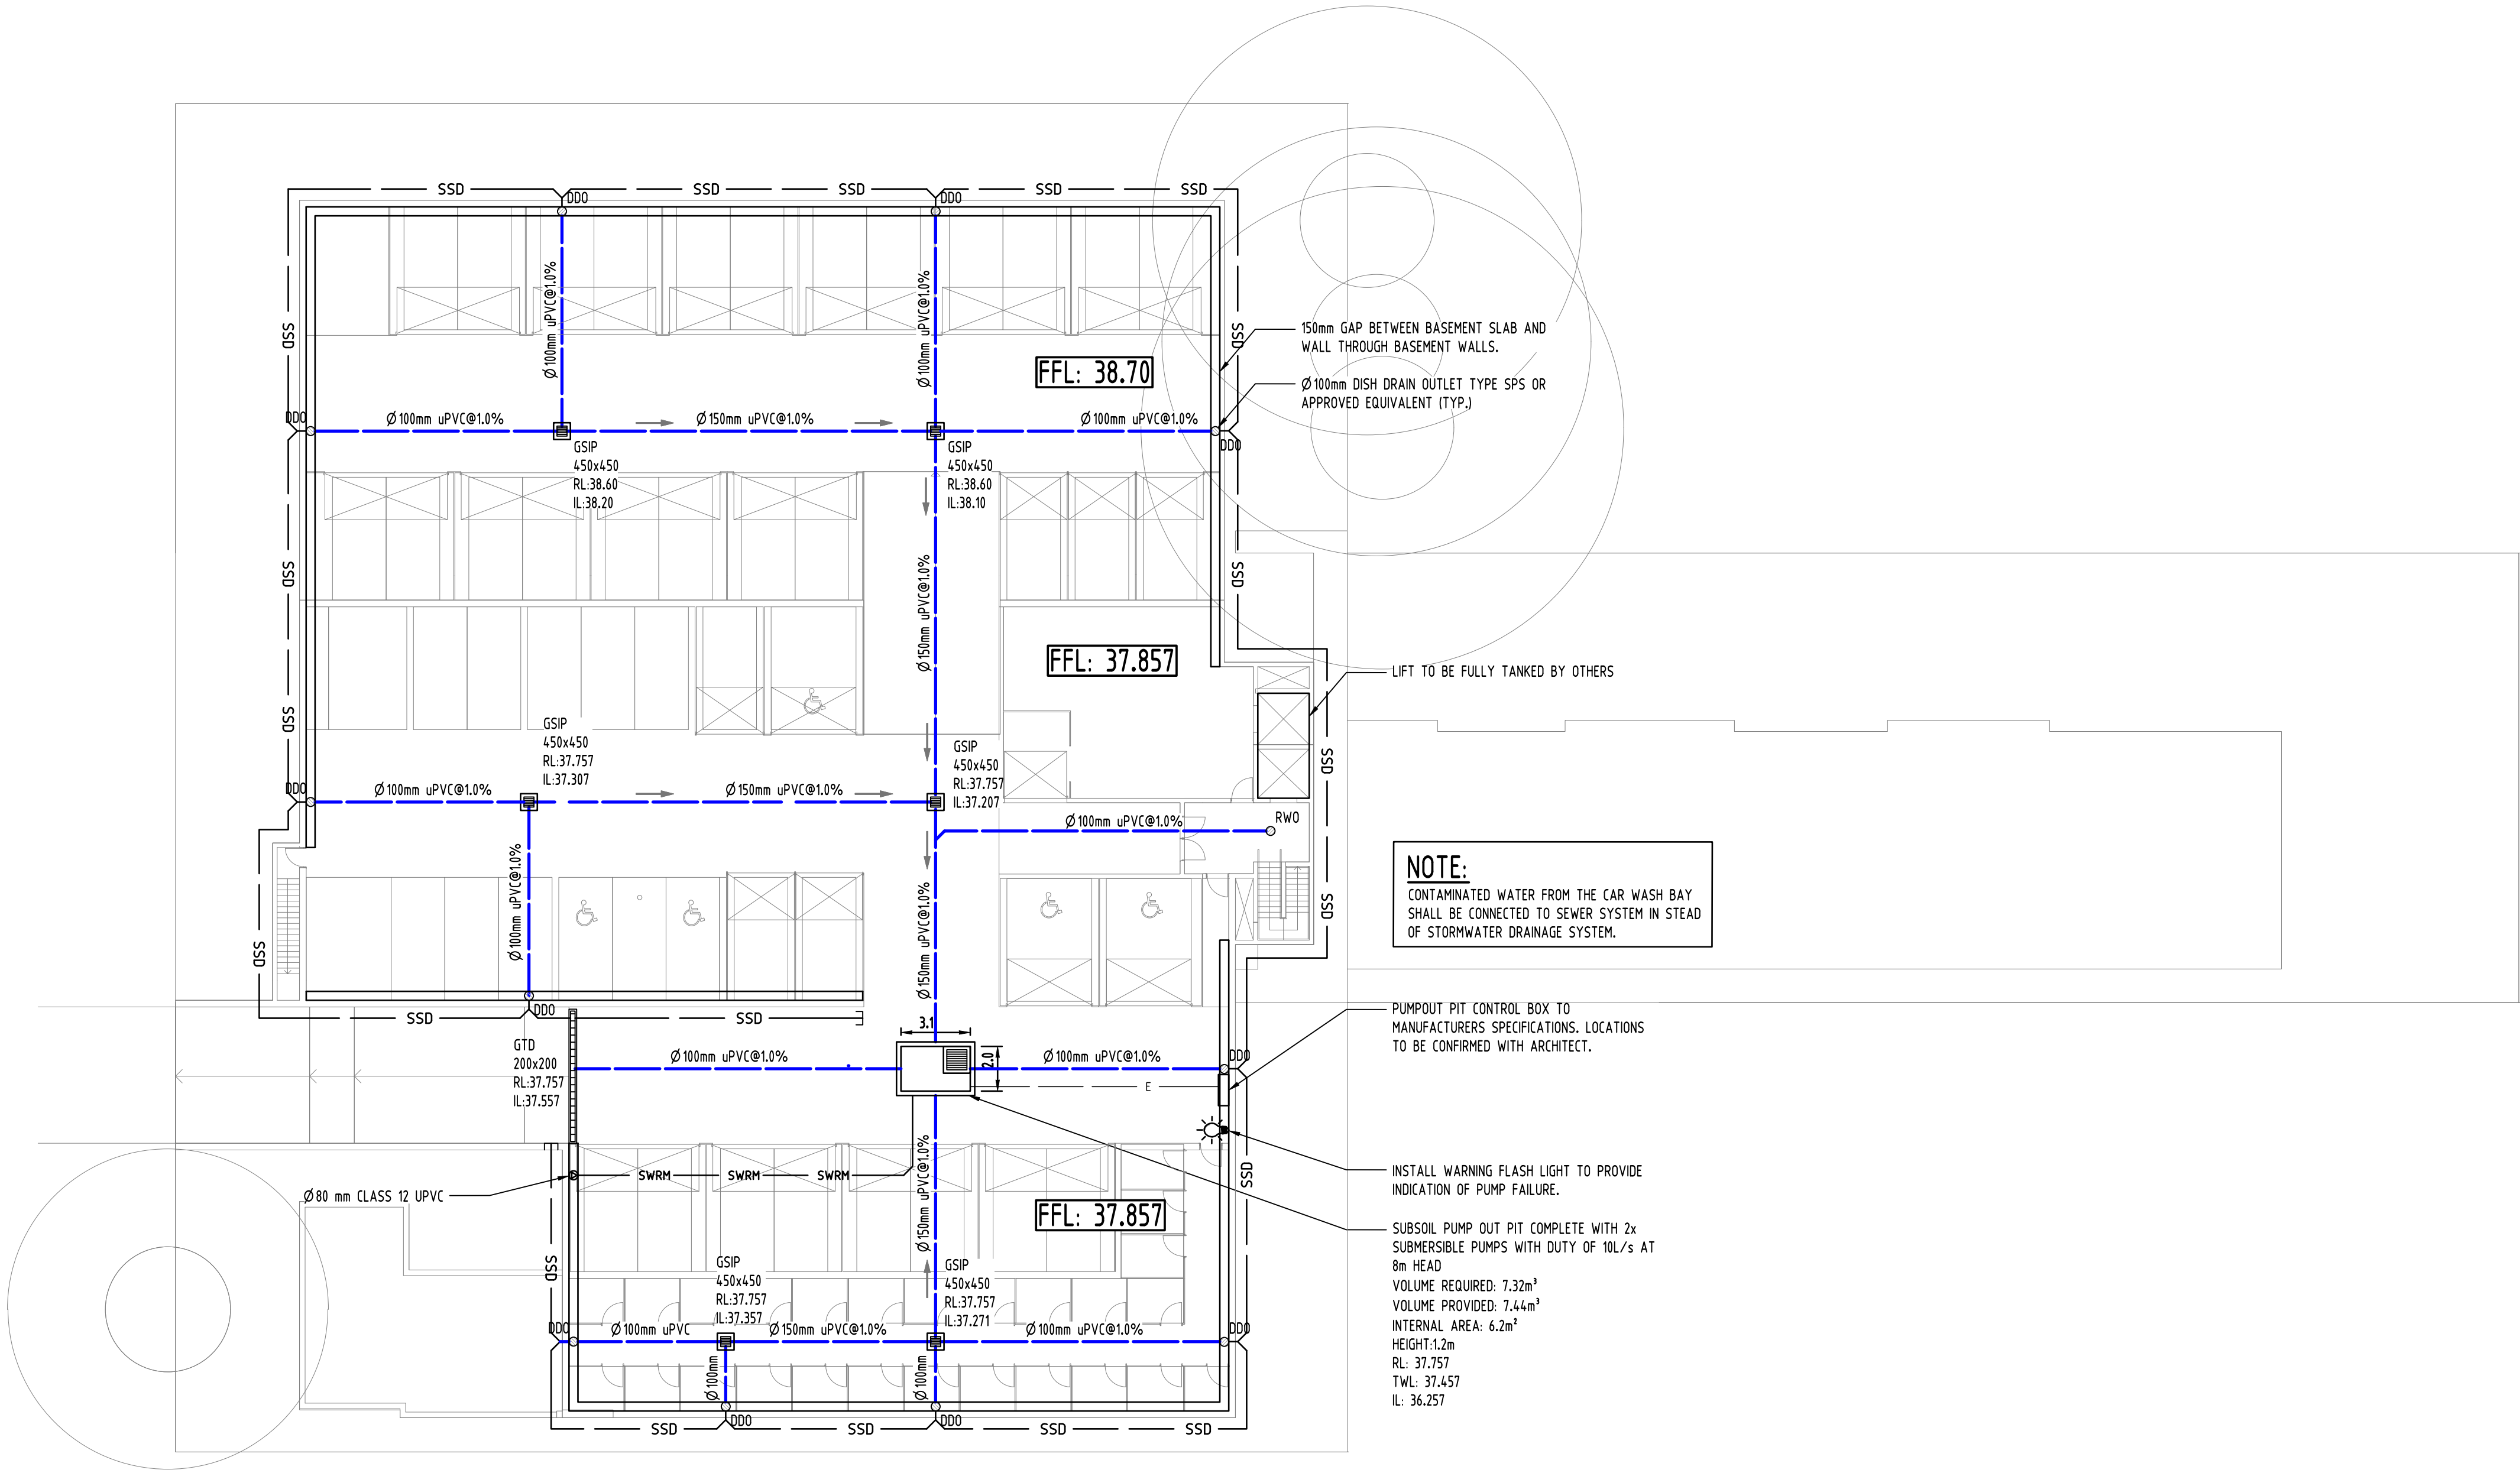 SSD
SSD
SSD
SSD
SSD
DDO
DDO
Ø100mm uPVC@1.0%
Ø100mm uPVC@1.0%
SSD
SSD
150mm GAP BETWEEN BASEMENT SLAB AND
WALL THROUGH BASEMENT WALLS.
FFL: 38.70
Ø100mm DISH DRAIN OUTLET TYPE SPS OR
APPROVED EQUIVALENT (TYP.)
DDO
Ø100mm uPVC@1.0%
Ø150mm uPVC@1.0%
Ø100mm uPVC@1.0%
DDO
GSIP
450x450
RL:38.60
IL:38.20
GSIP
450x450
RL:38.60
IL:38.10
SSD
SSD
Ø150mm uPVC@1.0%
FFL: 37.857
LIFT TO BE FULLY TANKED BY OTHERS
SSD
GSIP
450x450
RL:37.757
IL:37.307
GSIP
450x450
RL:37.757
IL:37.207
SSD
DDO
Ø100mm uPVC@1.0%
Ø150mm uPVC@1.0%
Ø100mm uPVC@1.0%
RWO
NOTE:
CONTAMINATED WATER FROM THE CAR WASH BAY
SHALL BE CONNECTED TO SEWER SYSTEM IN STEAD
OF STORMWATER DRAINAGE SYSTEM.
Ø100mm uPVC@1.0%
Ø150mm uPVC@1.0%
SSD
SSD
DDO
SSD
SSD
PUMPOUT PIT CONTROL BOX TO
MANUFACTURERS SPECIFICATIONS. LOCATIONS
TO BE CONFIRMED WITH ARCHITECT.
3.1
2.0
GTD
200x200
RL:37.757
IL:37.557
Ø100mm uPVC@1.0%
Ø100mm uPVC@1.0%
DDO
E
SWRM
SWRM
SWRM
Ø80 mm CLASS 12 UPVC
Ø150mm uPVC@1.0%
SSD
INSTALL WARNING FLASH LIGHT TO PROVIDE
INDICATION OF PUMP FAILURE.
FFL: 37.857
SUBSOIL PUMP OUT PIT COMPLETE WITH 2x
SUBMERSIBLE PUMPS WITH DUTY OF 10L/s AT
8m HEAD
VOLUME REQUIRED: 7.32m³
VOLUME PROVIDED: 7.44m³
INTERNAL AREA: 6.2m²
HEIGHT:1.2m
RL: 37.757
TWL: 37.457
IL: 36.257
SSD
GSIP
450x450
RL:37.757
IL:37.357
GSIP
450x450
RL:37.757
IL:37.271
DDO
Ø100mm uPVC
Ø150mm uPVC@1.0%
Ø100mm uPVC@1.0%
DDO
Ø100mm
Ø100mm
DDO
DDO
SSD
SSD
SSD
SSD